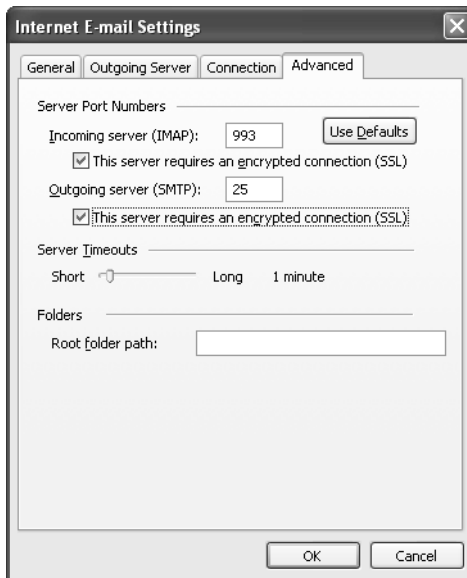 Internet E-mail Settings
General Outgoing Server Connection Advanced
Server Port Numbers
Incoming server (IMAP): 993 Use Defaults
This server requires an encrypted connection (SSL)
Outgoing server (SMTP): 25
This server requires an encrypted connection (SSL)
Server Timeouts
Short Long 1 minute
Folders
Root folder path:
OK Cancel